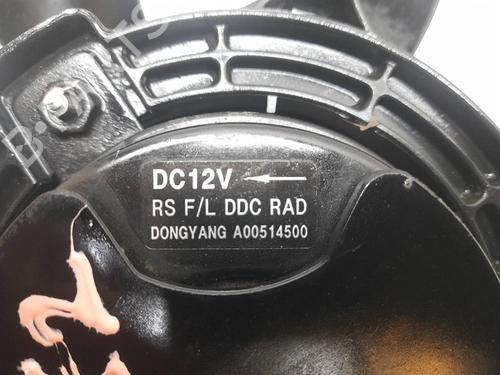 DC12V ←
RS F/L DDC RAD
DONGYANG A00514500